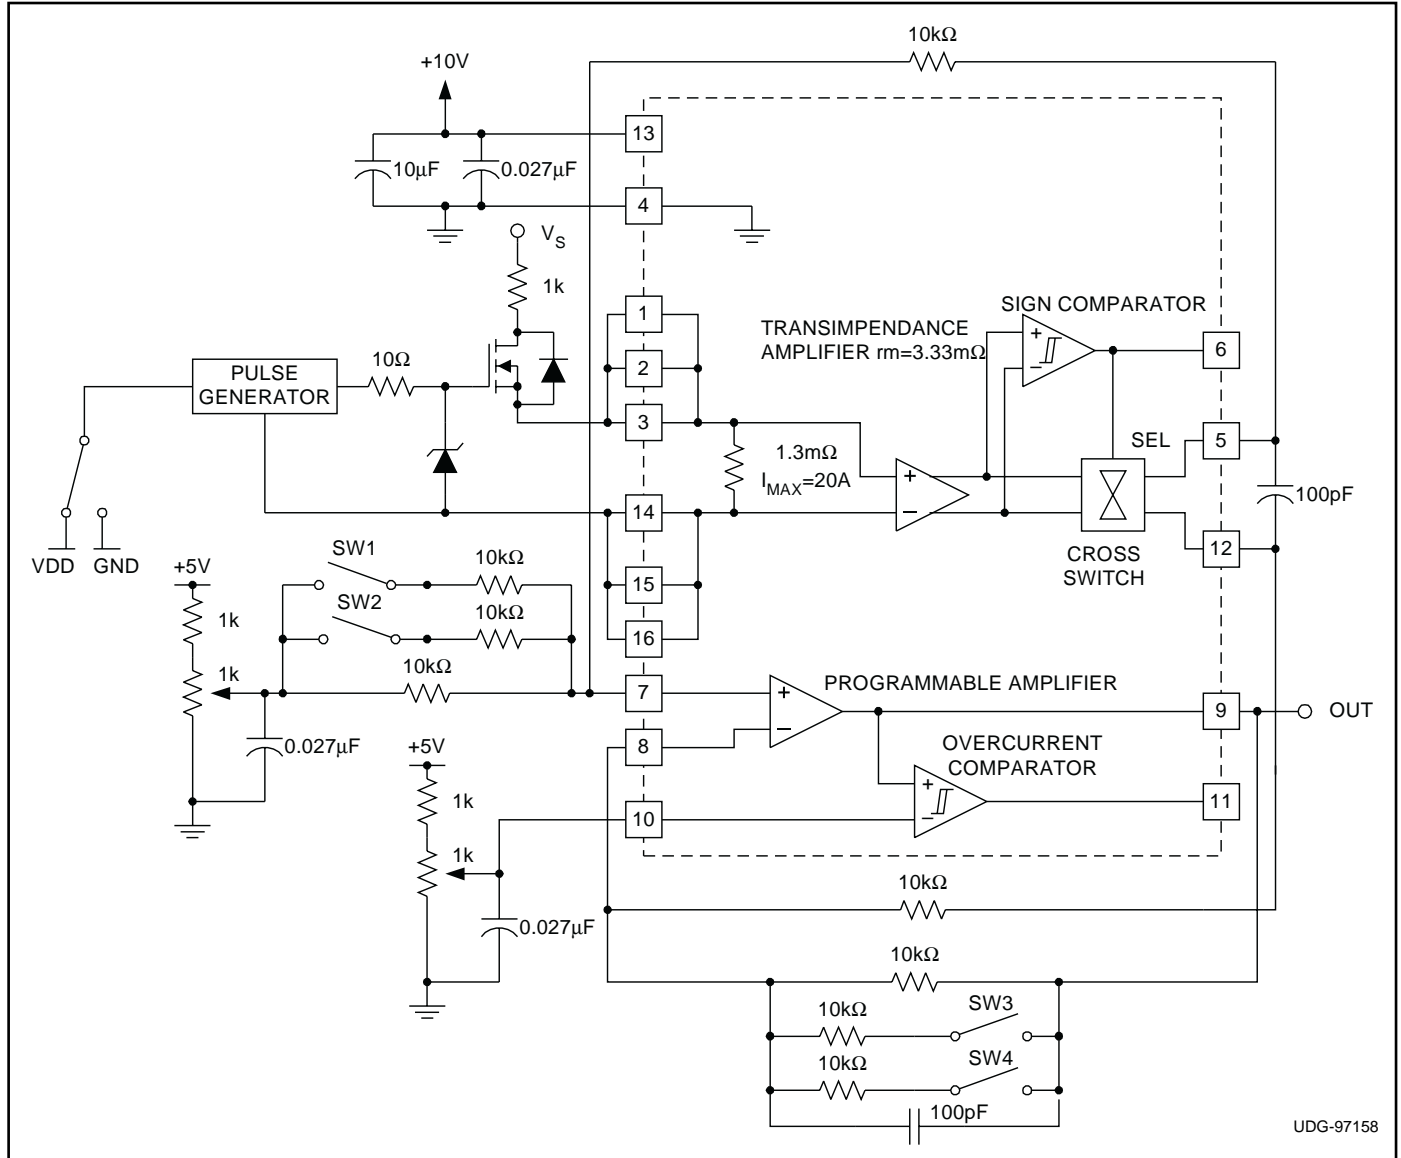 10kΩ
+10V
13
10µF
0.027µF
4
V_S
1k
1
TRANSIMPENDANCE
AMPLIFIER rm=3.33mΩ
SIGN COMPARATOR
+
−
6
2
10Ω
PULSE
GENERATOR
3
1.3mΩ
I_MAX=20A
SEL
5
+
−
100pF
14
12
CROSS
SWITCH
VDD
GND
SW1
10kΩ
15
+5V
SW2
10kΩ
16
1k
1k
10kΩ
7
PROGRAMMABLE AMPLIFIER
+
−
9
OUT
0.027µF
8
+5V
OVERCURRENT
COMPARATOR
1k
+
−
11
10
1k
10kΩ
0.027µF
10kΩ
10kΩ
SW3
10kΩ
SW4
100pF
UDG-97158